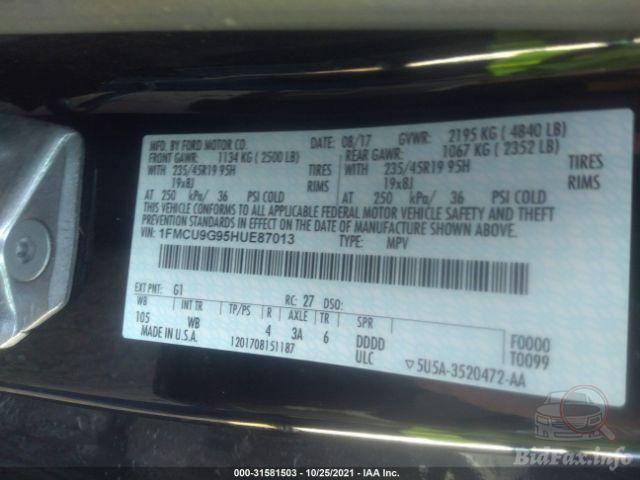 MFD. BY FORD MOTOR CO. DATE: 08/17 GVWR: 2195 KG ( 4840 LB)
FRONT GAWR: 1134 KG ( 2500 LB) REAR GAWR: 1067 KG ( 2352 LB)
WITH 235/45R19 95H TIRES WITH 235/45R19 95H TIRES
19x8J RIMS 19x8J RIMS
AT 250 kPa/ 36 PSI COLD AT 250 kPa/ 36 PSI COLD
THIS VEHICLE CONFORMS TO ALL APPLICABLE FEDERAL MOTOR VEHICLE SAFETY AND THEFT
PREVENTION STANDARDS IN EFFECT ON THE DATE OF MANUFACTURE SHOWN ABOVE.
VIN: 1FMCU9G95HUE87013 TYPE: MPV
EXT PNT: G1 RC: 27 DSO:
WB INT TR TP/PS R AXLE TR SPR
105 WB 4 3A 6 DDDD F0000
MADE IN U.S.A. 1201708151187 ULC ▽5U5A-3520472-AA T0099
BidFax.info
000-31581503 - 10/25/2021 - IAA Inc.